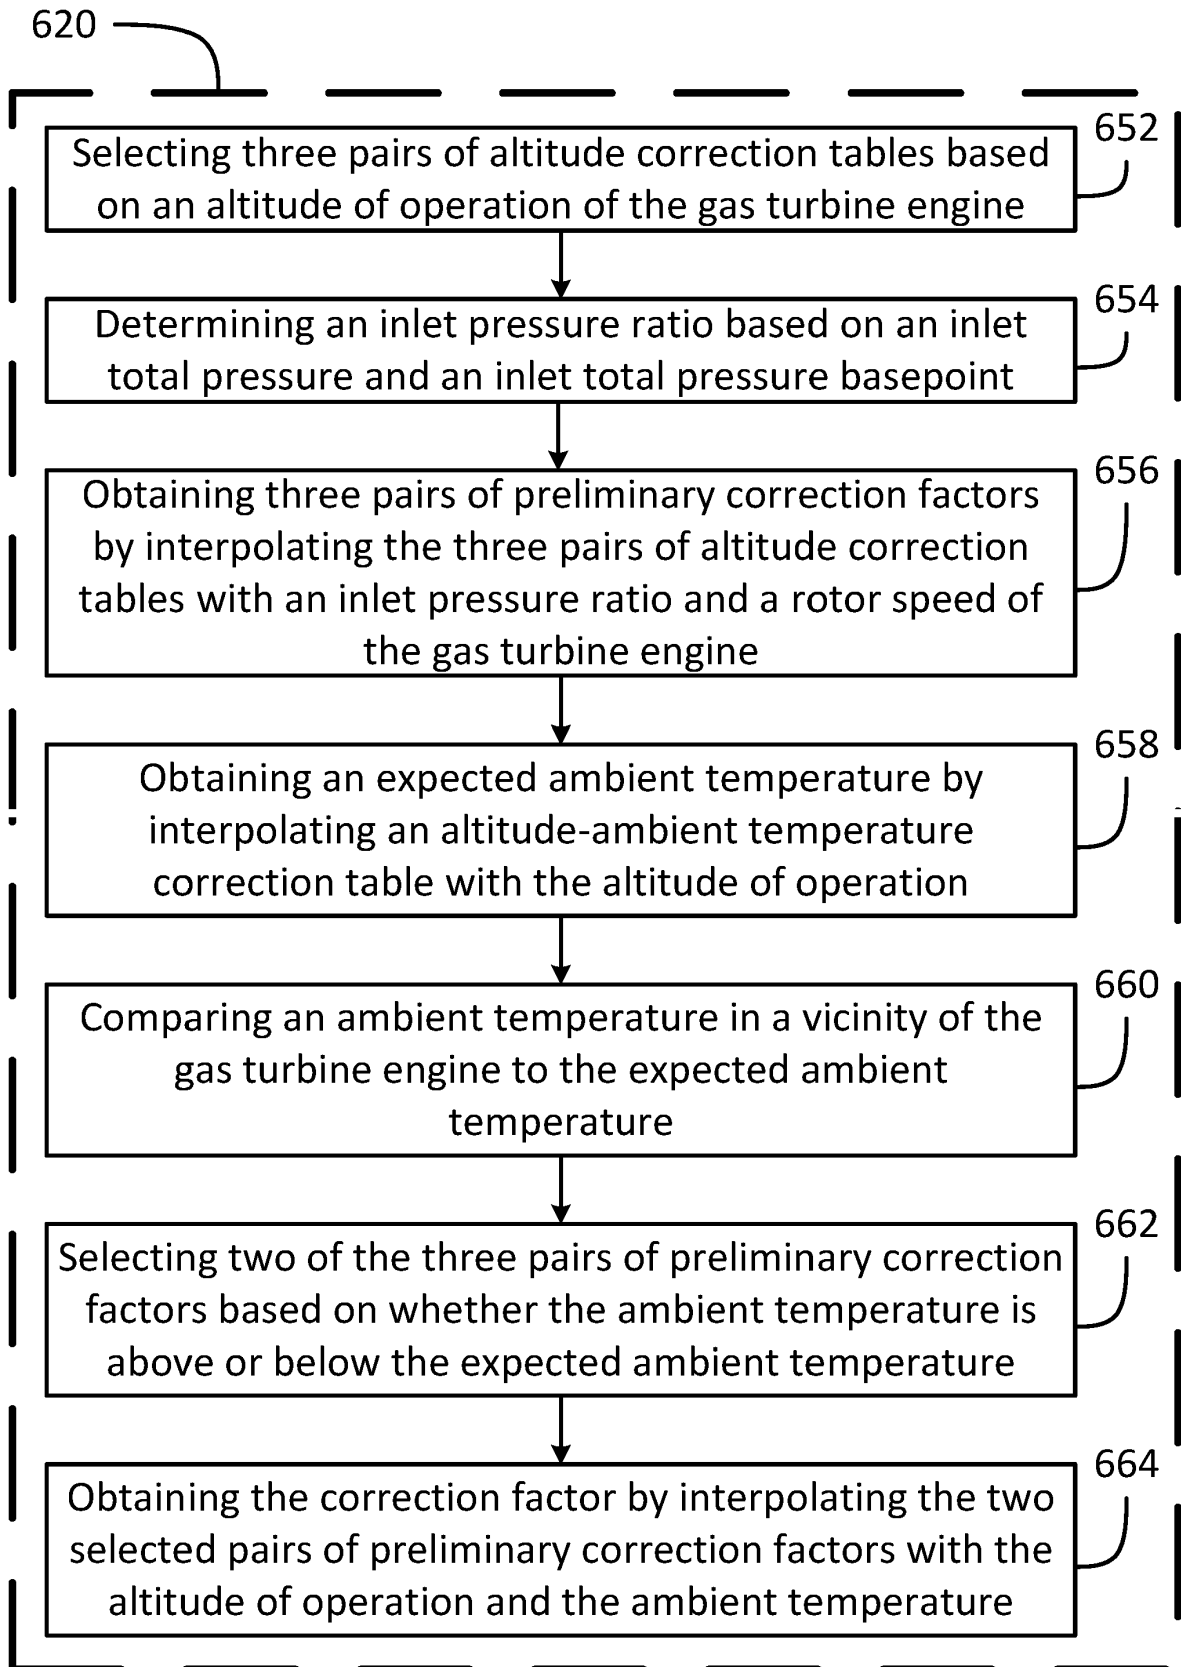 620
652
Selecting three pairs of altitude correction tables based
on an altitude of operation of the gas turbine engine
654
Determining an inlet pressure ratio based on an inlet
total pressure and an inlet total pressure basepoint
656
Obtaining three pairs of preliminary correction factors
by interpolating the three pairs of altitude correction
tables with an inlet pressure ratio and a rotor speed of
the gas turbine engine
658
Obtaining an expected ambient temperature by
interpolating an altitude-ambient temperature
correction table with the altitude of operation
660
Comparing an ambient temperature in a vicinity of the
gas turbine engine to the expected ambient
temperature
662
Selecting two of the three pairs of preliminary correction
factors based on whether the ambient temperature is
above or below the expected ambient temperature
664
Obtaining the correction factor by interpolating the two
selected pairs of preliminary correction factors with the
altitude of operation and the ambient temperature